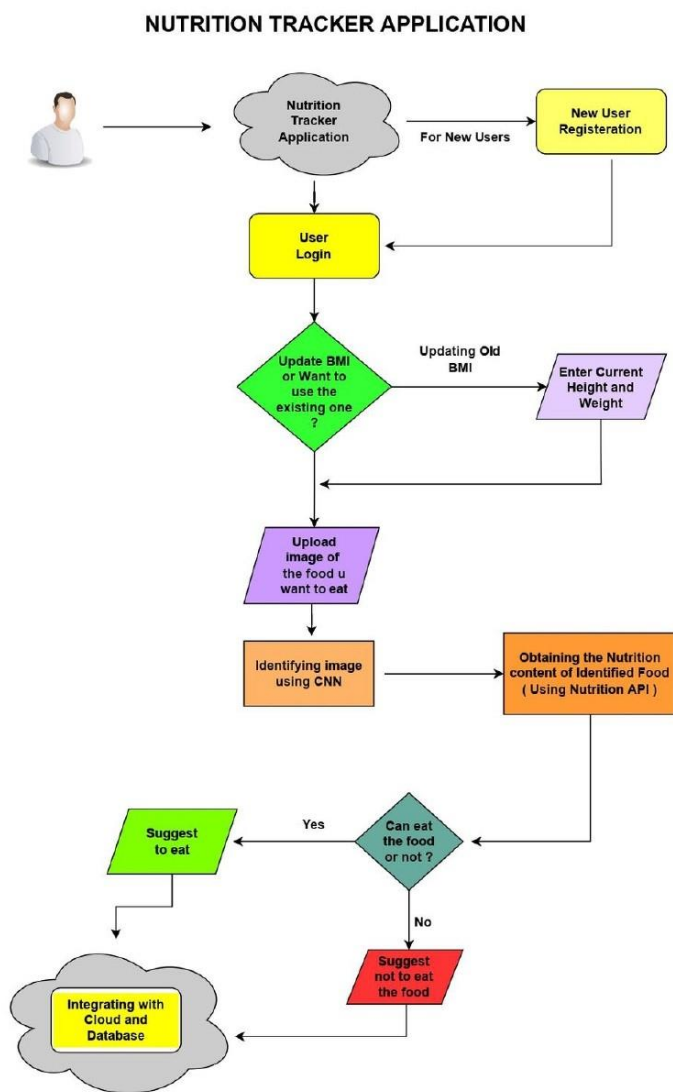 NUTRITION TRACKER APPLICATION
Nutrition
Tracker
Application
For New Users
New User
Registeration
User
Login
Update BMI
or Want to
use the
existing one
?
Updating Old
BMI
Enter Current
Height and
Weight
Upload
image of
the food u
want to eat
Identifying image
using CNN
Obtaining the Nutrition
content of Identified Food
( Using Nutrition API )
Can eat
the food
or not ?
Yes
Suggest
to eat
No
Suggest
not to eat
the food
Integrating with
Cloud and
Database